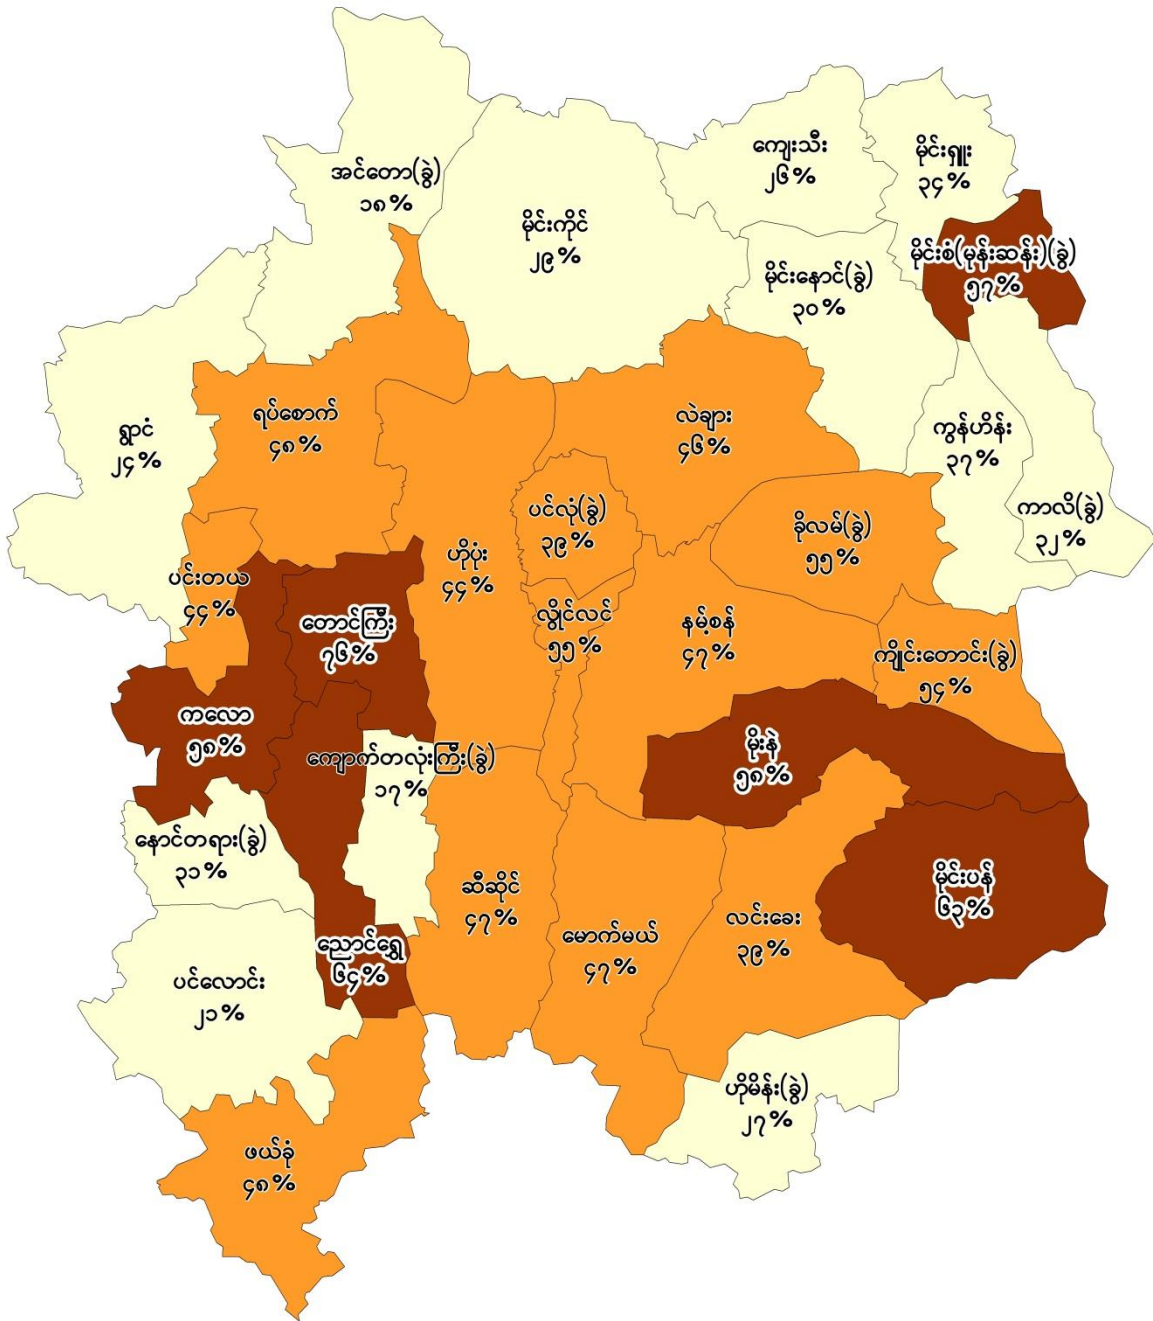 ကျေးသီး
၂၆%
မိုင်းရှူး
၃၄%
အင်တော(ခွဲ)
၁၈%
မိုင်းကိုင်
၂၉%
မိုင်းစံ(မုန်းဆန်း)(ခွဲ)
၅၇%
မိုင်းနောင်(ခွဲ)
၃၀%
ရွာငံ
၂၄%
ရပ်စောက်
၄၈%
လဲချား
၄၆%
ကွန်ဟိန်း
၃၇%
ကာလိ(ခွဲ)
၃၂%
ပင်လုံ(ခွဲ)
၃၉%
ခိုလမ်(ခွဲ)
၅၅%
ဟိုပုံး
၄၄%
ပင်းတယ
၄၄%
တောင်ကြီး
၇၆%
လွိုင်လင်
၅၅%
နမ့်စန်
၄၇%
ကျိုင်းတောင်း(ခွဲ)
၅၄%
ကလော
၅၈%
ကျောက်တလုံးကြီး(ခွဲ)
၁၇%
မိုးနဲ
၅၈%
နောင်တရား(ခွဲ)
၃၁%
ဆီဆိုင်
၄၇%
မိုင်းပန်
၆၃%
လင်းခေး
၃၉%
မောက်မယ်
၄၇%
ညောင်ရွှေ
၆၄%
ပင်လောင်း
၂၁%
ဟိုမိန်း(ခွဲ)
၂၇%
ဖယ်ခုံ
၄၈%